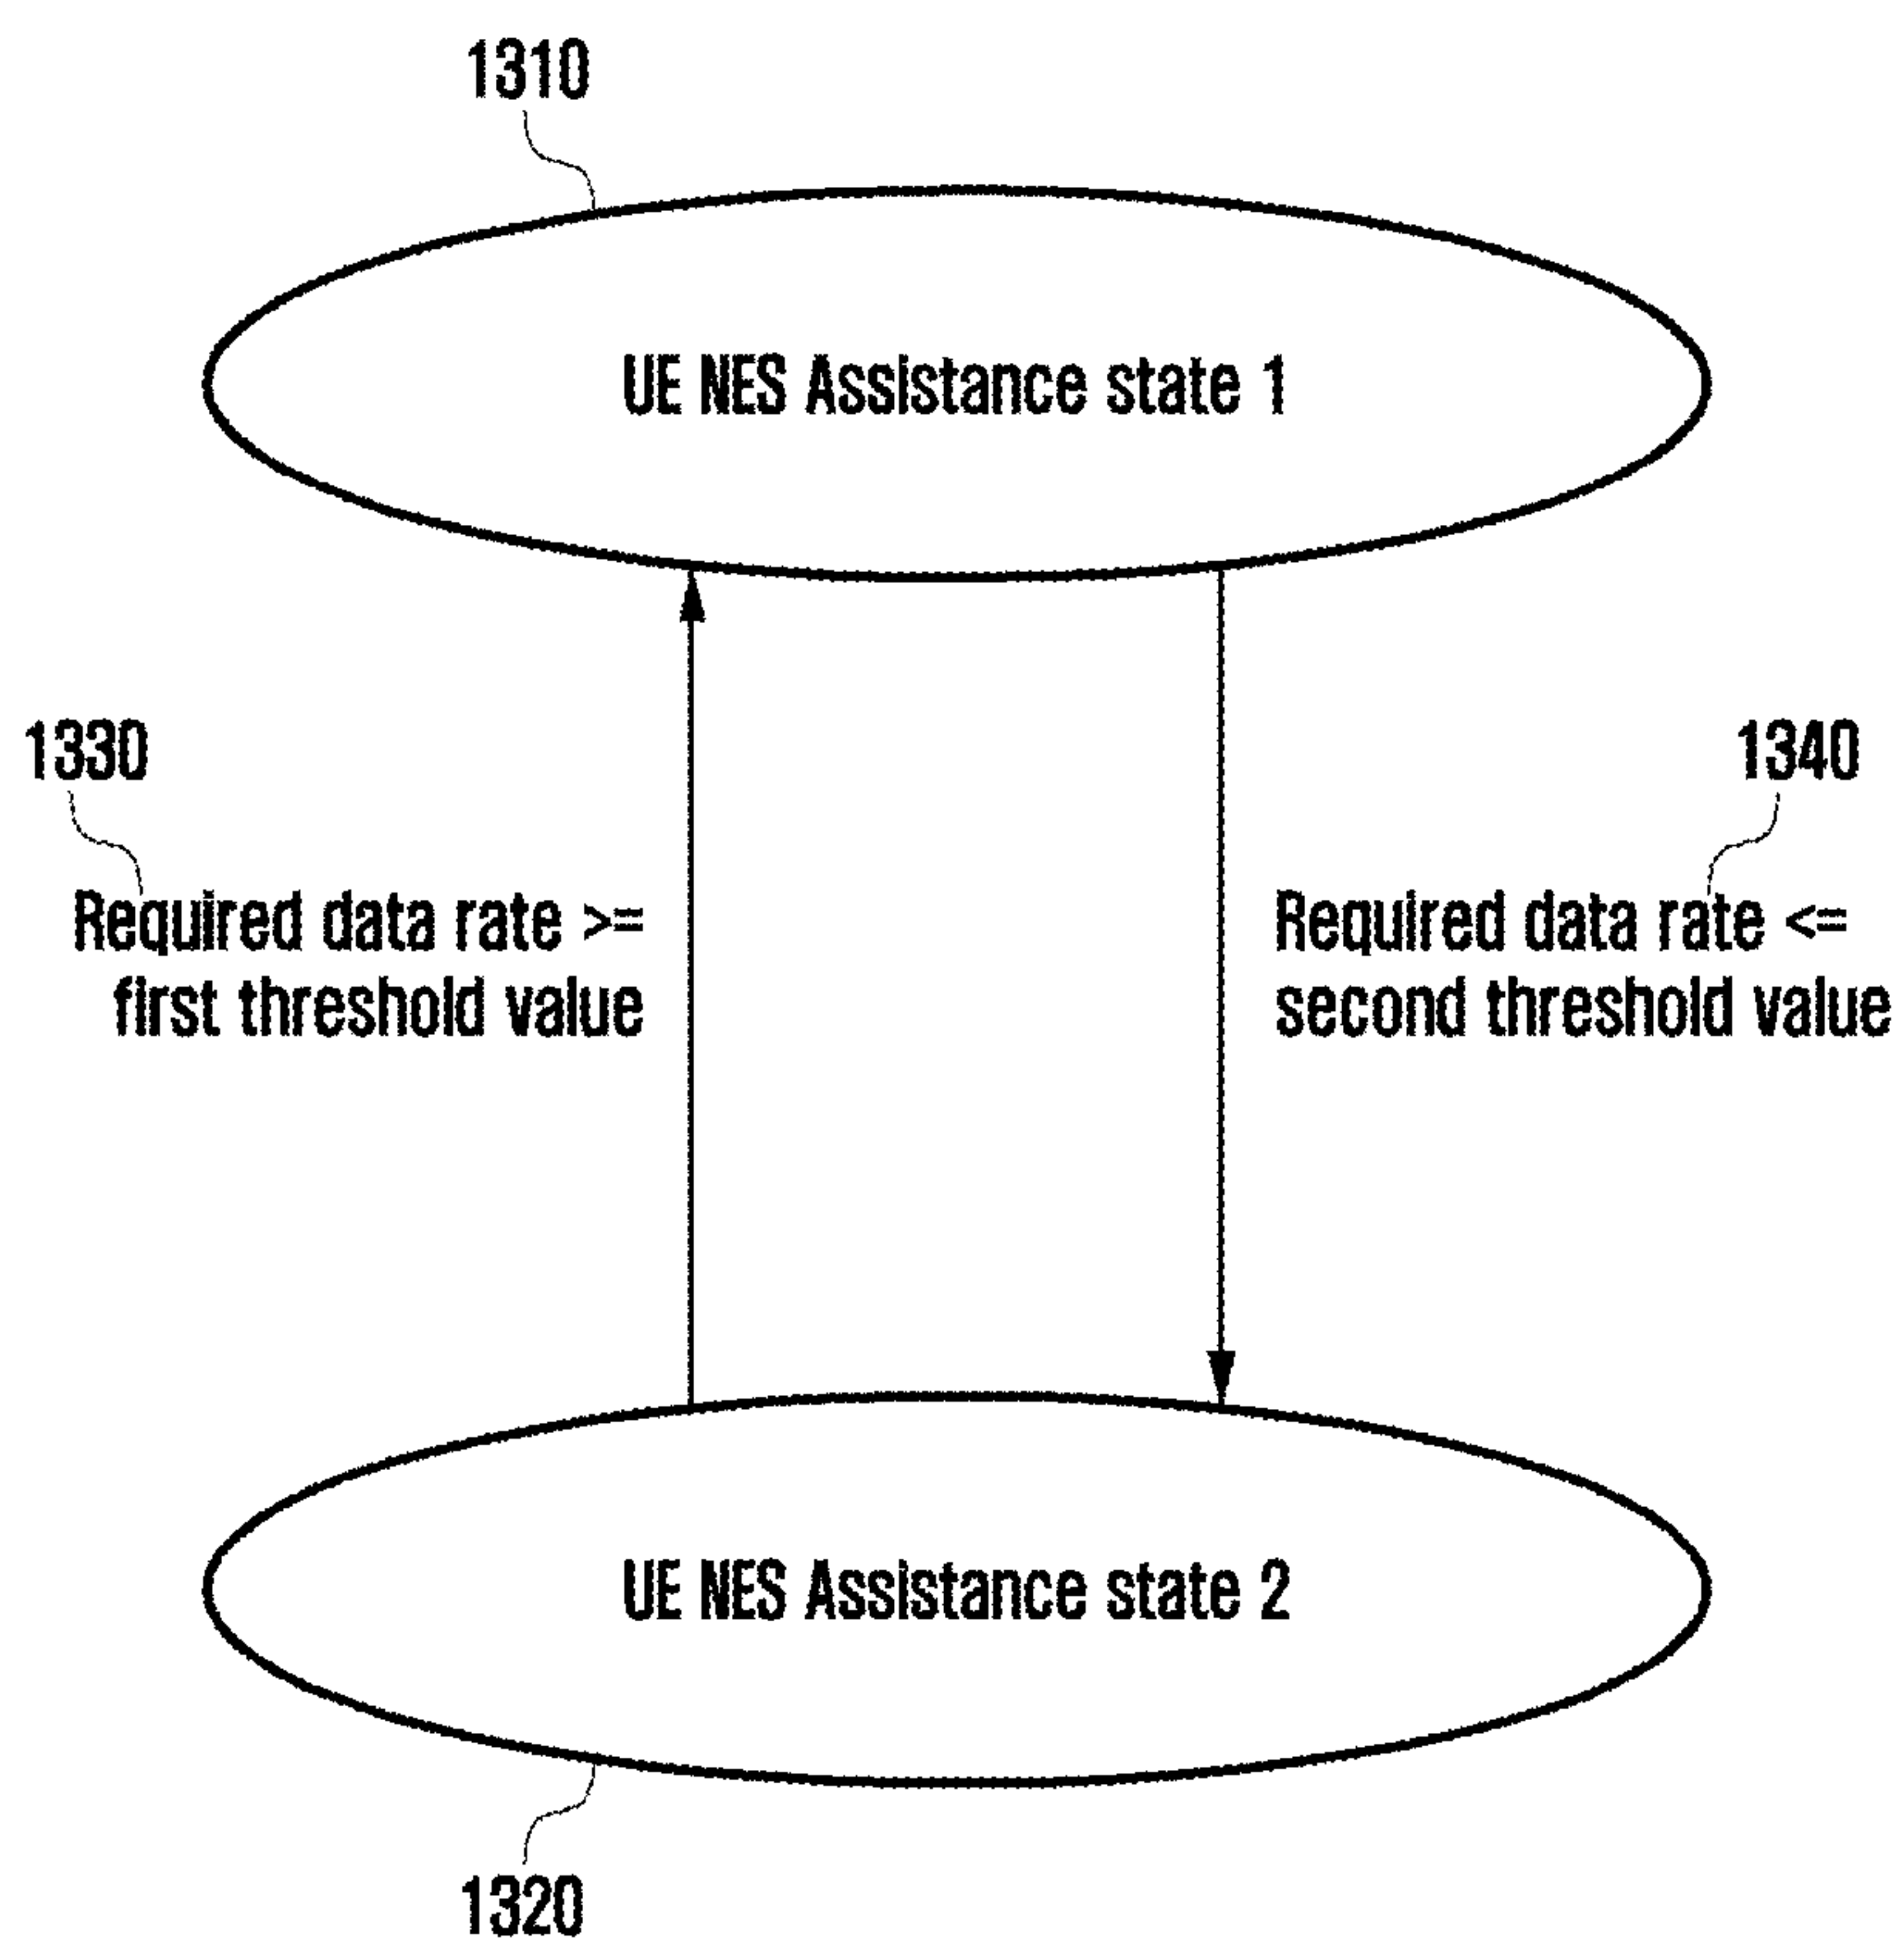 1310
UE NES Assistance state 1
1330
1340
Required data rate >=
first threshold value
Required data rate <=
second threshold value
UE NES Assistance state 2
1320